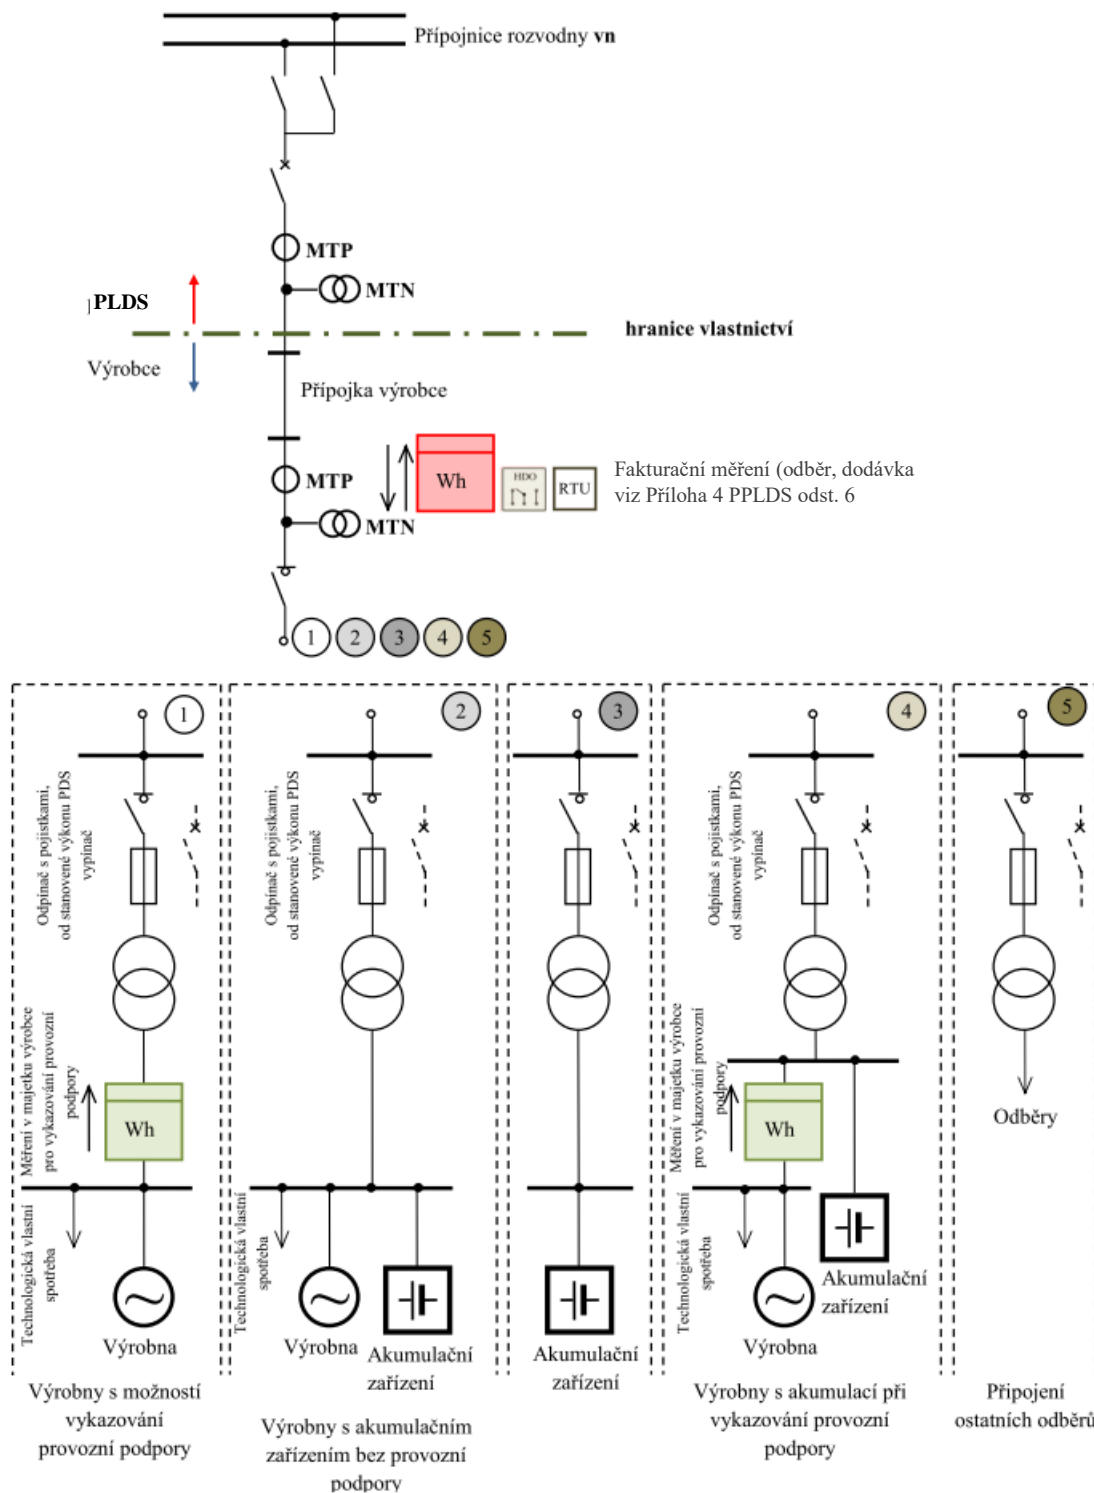 Přípojnice rozvodny vn
MTP
MTN
PLDS
hranice vlastnictví
Výrobce
Přípojka výrobce
MTP
Wh
HDO
RTU
Fakturační měření (odběr, dodávka
viz Příloha 4 PPLDS odst. 6
MTN
1 2 3 4 5
1
Odpínač s pojistkami,
od stanovené výkonu PDS
vypínač
Měření v majetku výrobce
pro vykazování provozní
podpory
Wh
Technologická vlastní
spotřeba
Výrobna
Výrobny s možností
vykazování
provozní podpory
2
Odpínač s pojistkami,
od stanovené výkonu PDS
vypínač
Technologická vlastní
spotřeba
Výrobna
Akumulační
zařízení
Výrobny s akumulačním
zařízením bez provozní
podpory
3
Akumulační
zařízení
4
Odpínač s pojistkami,
od stanovené výkonu PDS
vypínač
Měření v majetku výrobce
pro vykazování provozní
podpory
Wh
Technologická vlastní
spotřeba
Výrobna
Akumulační
zařízení
Výrobny s akumulací při
vykazování provozní
podpory
5
Odběry
Připojení
ostatních odběrů